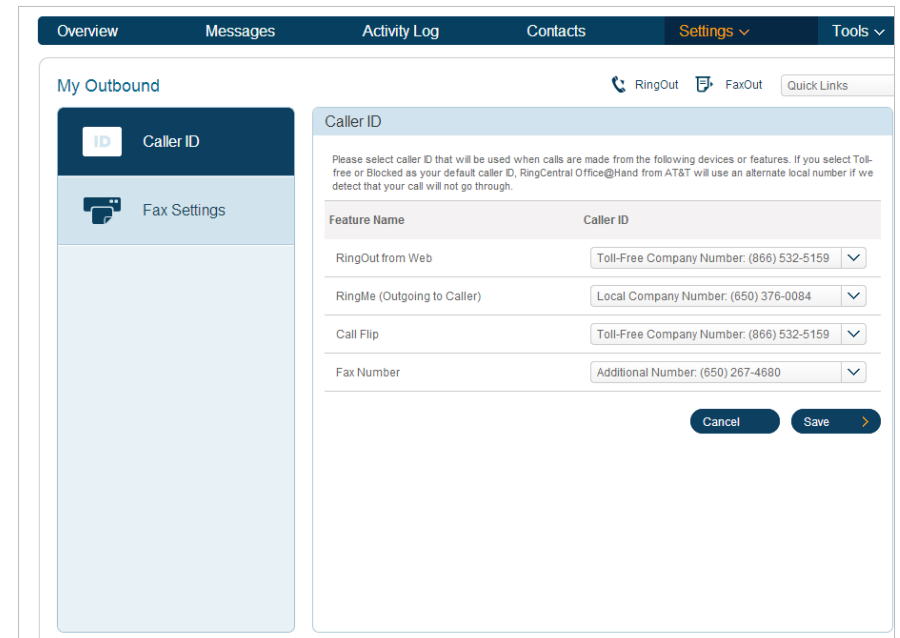 Overview Messages Activity Log Contacts Settings Tools
My Outbound RingOut FaxOut Quick Links
ID Caller ID
Fax Settings
Caller ID
Please select caller ID that will be used when calls are made from the following devices or features. If you select Toll-
free or Blocked as your default caller ID, RingCentral Office@Hand from AT&T will use an alternate local number if we
detect that your call will not go through.
Feature Name Caller ID
RingOut from Web Toll-Free Company Number: (866) 532-5159
RingMe (Outgoing to Caller) Local Company Number: (650) 376-0084
Call Flip Toll-Free Company Number: (866) 532-5159
Fax Number Additional Number: (650) 267-4680
Cancel Save